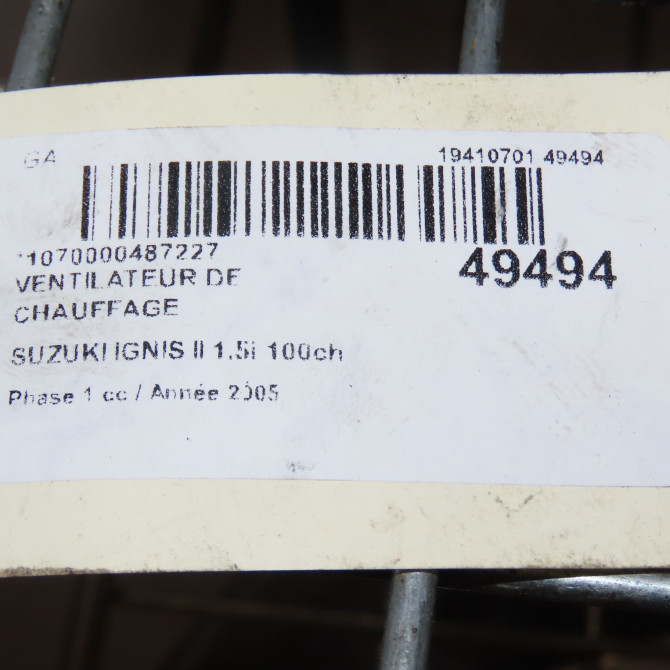 GA
19410701 49494
*1070000487227
49494
VENTILATEUR DE
CHAUFFAGE
SUZUKI IGNIS II 1.5i 100ch
Phase 1 cc / Année 2005